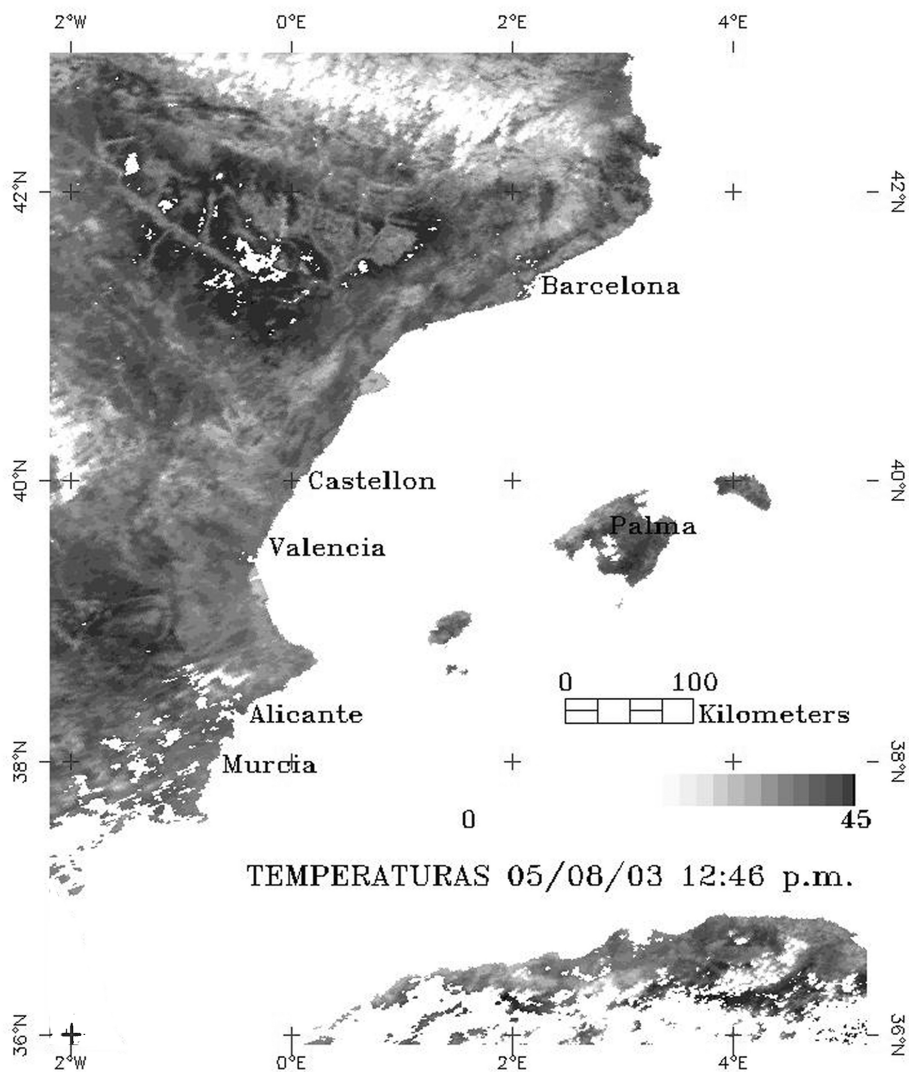 2°W 0°E 2°E 4°E
42°N 42°N
Barcelona
40°N 40°N
Castellon
Palma
Valencia
0 100
Alicante Kilometers
38°N Murcia 38°N
0 45
TEMPERATURAS 05/08/03 12:46 p.m.
36°N 36°N
2°W 0°E 2°E 4°E